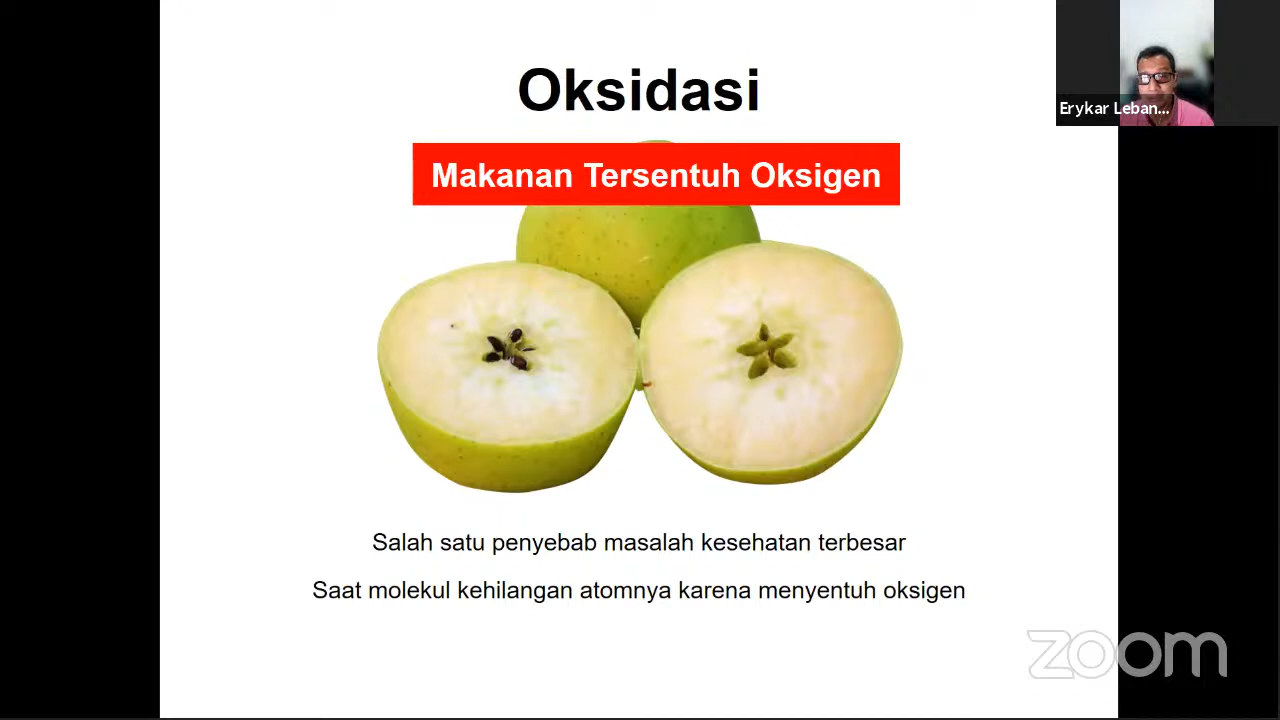 Oksidasi
Makanan Tersentuh Oksigen
Salah satu penyebab masalah kesehatan terbesar
Saat molekul kehilangan atomnya karena menyentuh oksigen
Erykar Leban...
zoom